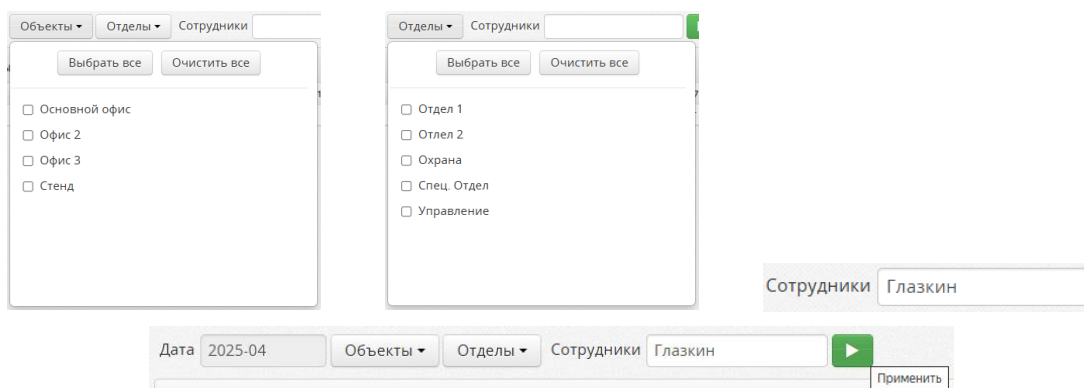 Объекты Отделы Сотрудники
Выбрать все Очистить все
Основной офис
Офис 2
Офис 3
Стенд
Отделы Сотрудники
Выбрать все Очистить все
Отдел 1
Отлел 2
Охрана
Спец. Отдел
Управление
Сотрудники Глазкин
Дата 2025-04 Объекты Отделы Сотрудники Глазкин
Применить